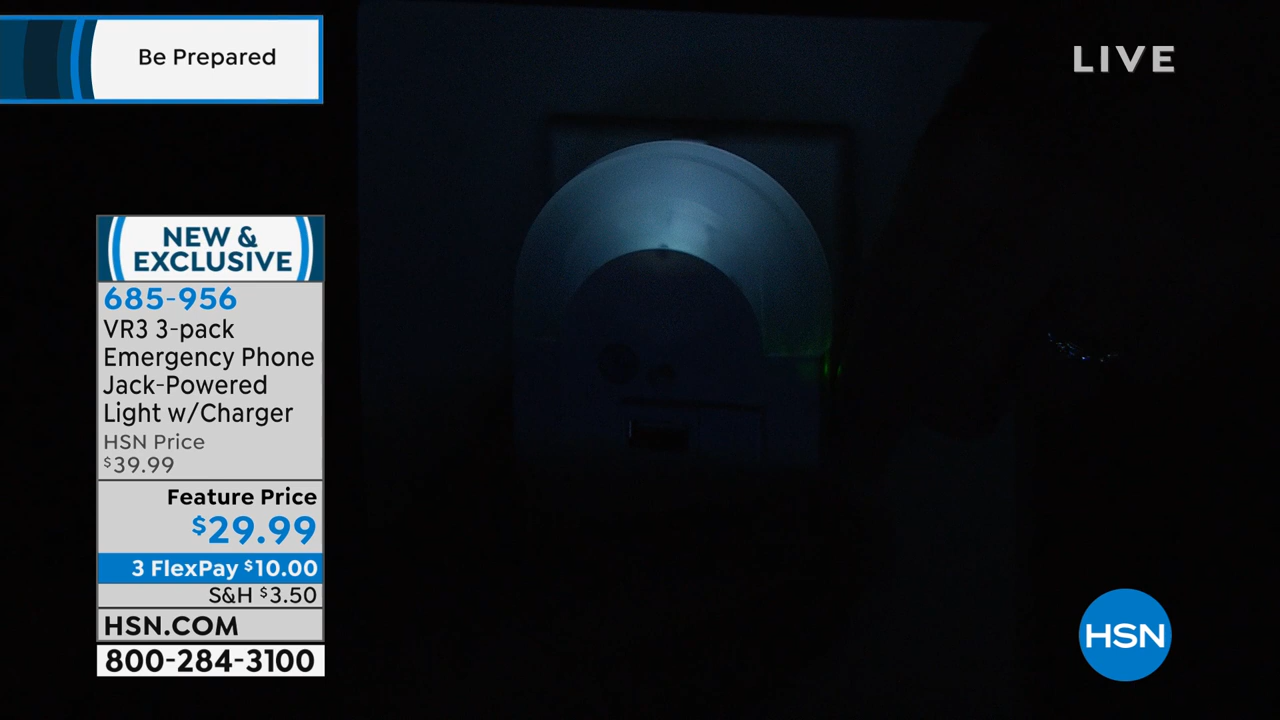 Be Prepared
LIVE
NEW &
EXCLUSIVE
685-956
VR3 3-pack
Emergency Phone
Jack-Powered
Light w/Charger
HSN Price
$39.99
Feature Price
$29.99
3 FlexPay $10.00
S&H $3.50
HSN.COM
800-284-3100
HSN